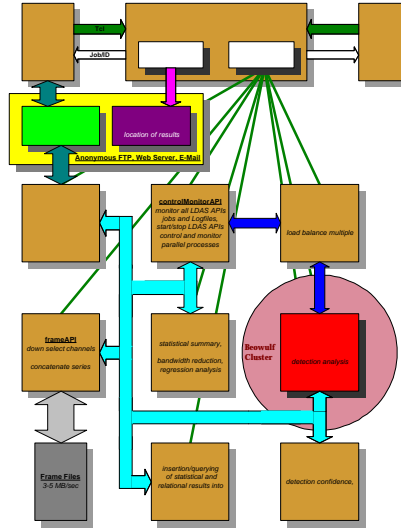 Tcl
Job/ID
location of results
Anonymous FTP, Web Server, E-Mail
controlMonitorAPI
monitor all LDAS APIs
jobs and Logfiles,
start/stop LDAS APIs
control and monitor
parallel processes
load balance multiple
frameAPI
down select channels
concatenate series
statistical summary,
bandwidth reduction,
regression analysis
Beowulf
Cluster
detection analysis
Frame Files
3-5 MB/sec
insertion/querying
of statistical and
relational results into
detection confidence,